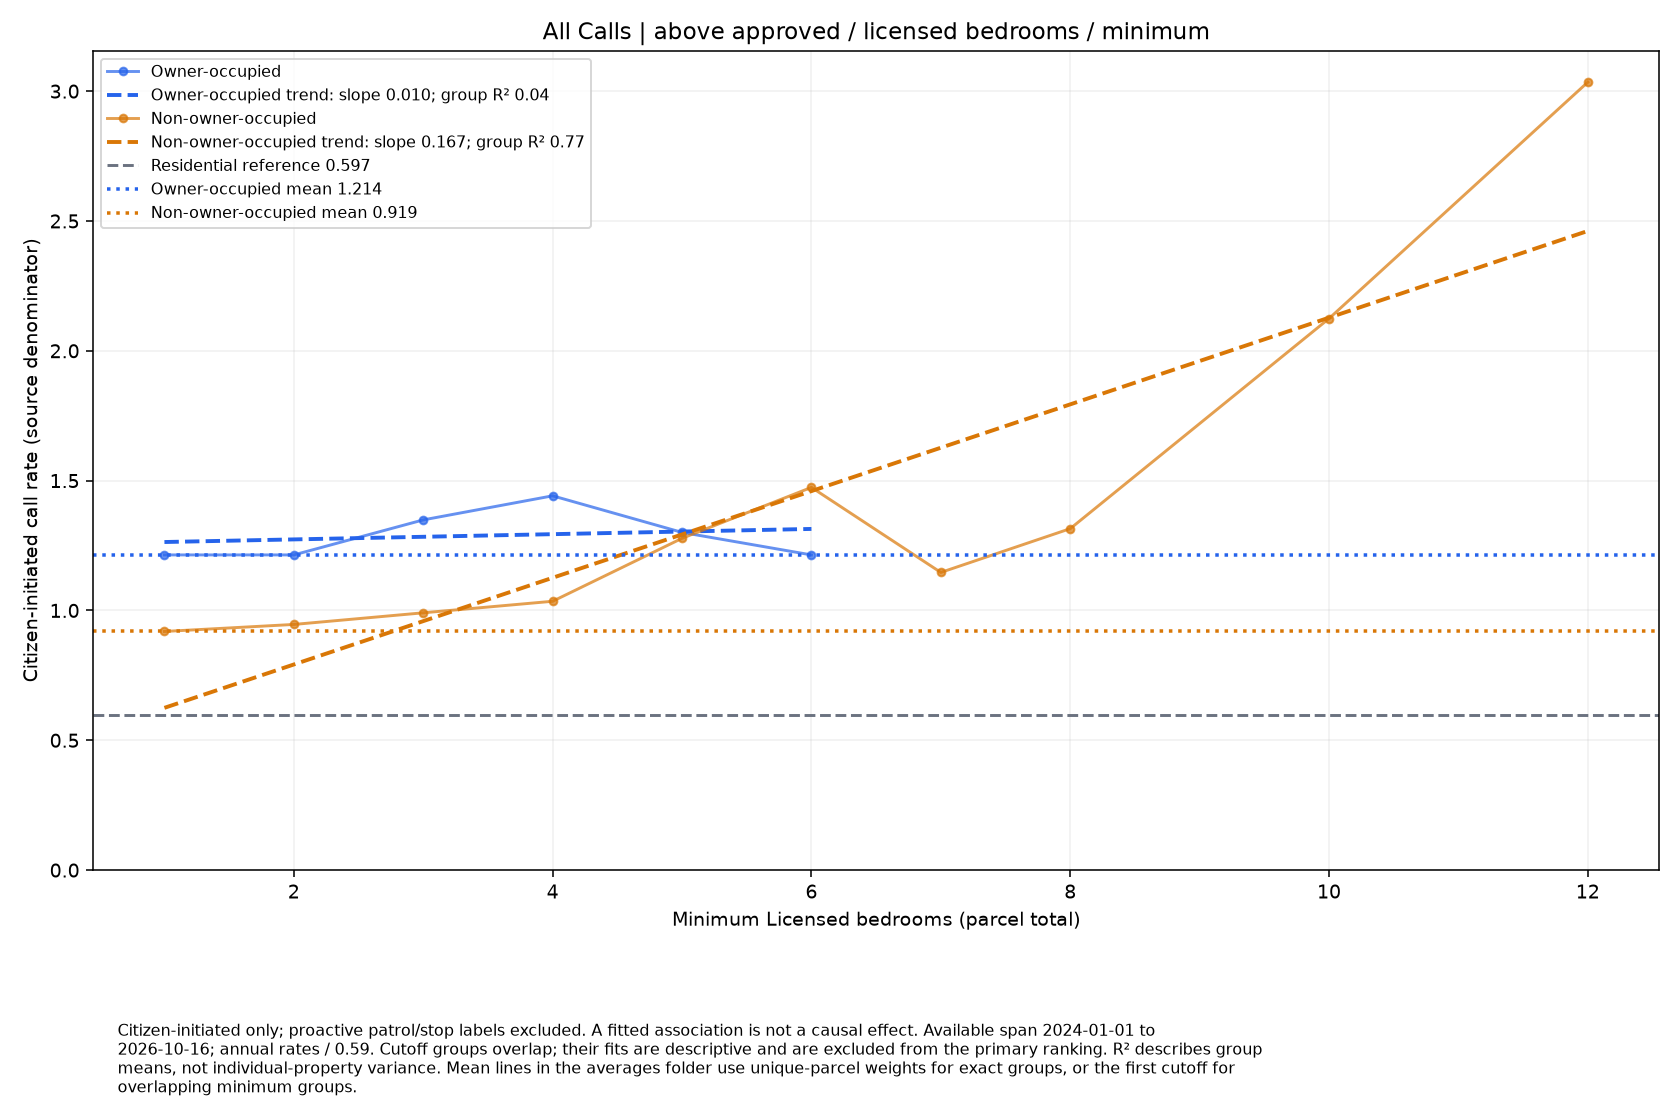 All Calls | above approved / licensed bedrooms / minimum
Owner-occupied
Owner-occupied trend: slope 0.010; group R² 0.04
Non-owner-occupied
Non-owner-occupied trend: slope 0.167; group R² 0.77
Residential reference 0.597
Owner-occupied mean 1.214
Non-owner-occupied mean 0.919
Citizen-initiated call rate (source denominator)
3.0
2.5
2.0
1.5
1.0
0.5
0.0
2 4 6 8 10 12
Minimum Licensed bedrooms (parcel total)
Citizen-initiated only; proactive patrol/stop labels excluded. A fitted association is not a causal effect. Available span 2024-01-01 to
2026-10-16; annual rates / 0.59. Cutoff groups overlap; their fits are descriptive and are excluded from the primary ranking. R² describes group
means, not individual-property variance. Mean lines in the averages folder use unique-parcel weights for exact groups, or the first cutoff for
overlapping minimum groups.